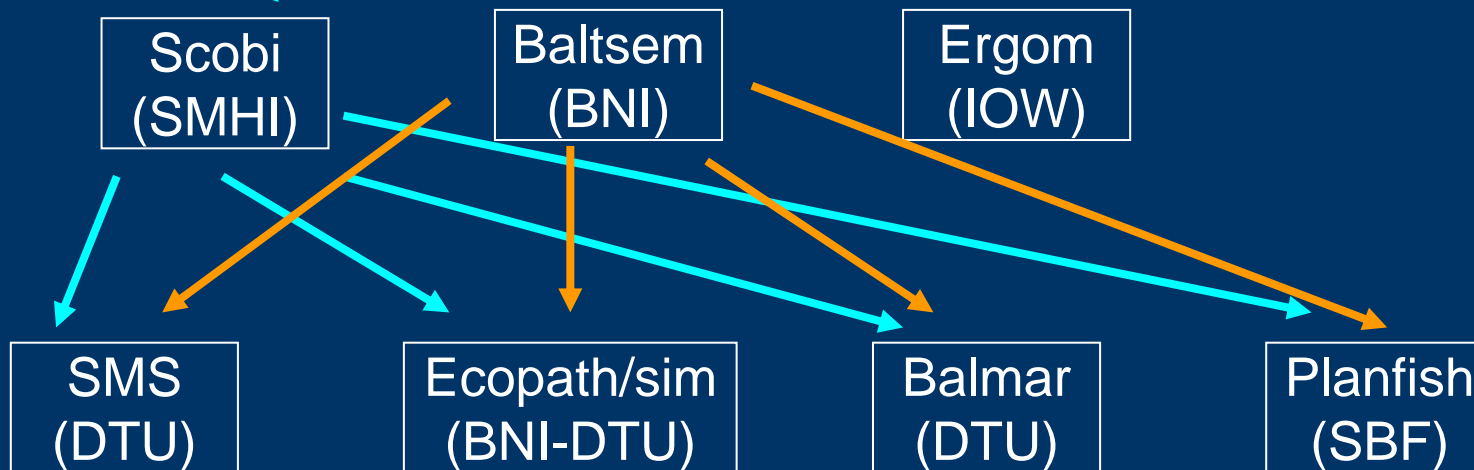 Scobi
(SMHI)
Baltsem
(BNI)
Ergom
(IOW)
SMS
(DTU)
Ecopath/sim
(BNI-DTU)
Balmar
(DTU)
Planfish
(SBF)